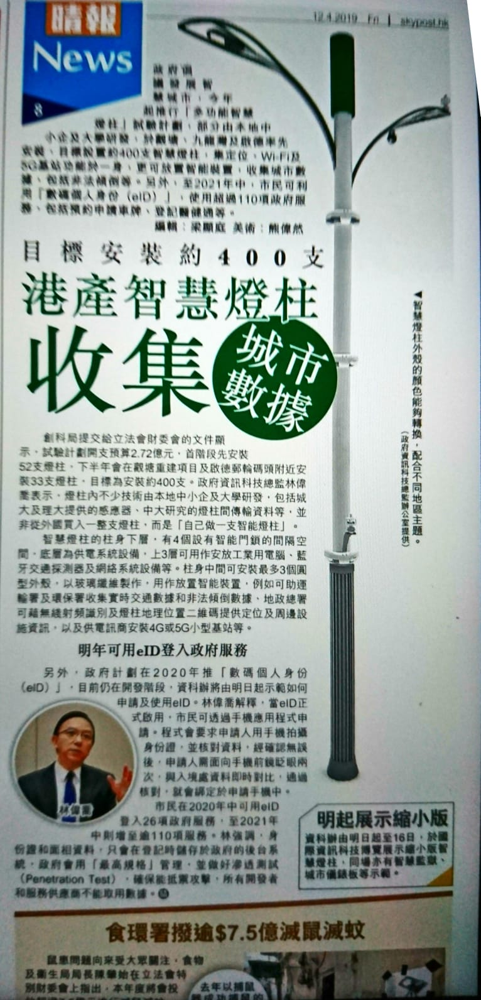 晴報
News
8
12.4.2019 Fri | skypost.hk
政府倡
議發展智
慧城市，今年
起推行「多功能智慧
燈柱」試驗計劃，部分由本地中
小企及大學研發，於觀塘、九龍灣及啟德率先
安裝，目標設置約400支智慧燈柱，集定位、Wi-Fi及
5G基站功能於一身，更可放置智能裝置，收集城市數
據，包括非法傾倒等。另外，至2021年中，市民可利
用「數碼個人身份（eID）」，使用超過110項政府服
務，包括預約申請車牌、登記醫健通等。
編輯：梁顯庭 美術：熊偉然
目標安裝約400支
港產智慧燈柱
收集
城市
數據
◀智慧燈柱外殼的顏色能夠轉換，配合不同地區主題。
（政府資訊科技總監辦公室提供）
創科局提交給立法會財委會的文件顯
示，試驗計劃開支預算2.72億元，首階段先安裝
52支燈柱，下半年會在觀塘重建項目及啟德郵輪碼頭附近安
裝33支燈柱，目標為安裝約400支。政府資訊科技總監林偉
喬表示，燈柱內不少技術由本地中小企及大學研發，包括城
大及理大提供的感應器、中大研究的燈柱間傳輸資料等，並
非從外國買入一整支燈柱，而是「自己做一支智能燈柱」。
智慧燈柱的柱身下層，有4個設有智能門鎖的間隔空
間，底層為供電系統設備，上3層可用作安放工業用電腦、藍
牙交通探測器及網絡系統設備等。柱身中間可安裝最多3個圓
型外殼，以玻璃纖維製作，用作放置智能裝置，例如可助運
輸署及環保署收集實時交通數據和非法傾倒數據、地政總署
可藉無綫射頻識別及燈柱地理位置二維碼提供定位及周邊設
施資訊，以及供電訊商安裝4G或5G小型基站等。
明年可用eID登入政府服務
另外，政府計劃在2020年推「數碼個人身份
（eID）」，目前仍在開發階段，資科辦將由明日起示範如何
申請及使用eID。林偉喬解釋，當eID正
式啟用，市民可透過手機應用程式申
請。程式會要求申請人用手機拍攝
身份證，並核對資料，經確認無誤
後，申請人需面向手機前鏡眨眼兩
次，與入境處資料即時對比，通過
核對，就會綁定於申請手機中。
林偉喬
市民在2020年中可用eID
登入26項政府服務，至2021年
中則增至逾110項服務。林強調，身
份證和面相資料，只會在登記時儲存於政府的後台系
統，政府會用「最高規格」管理，並做好滲透測試
（Penetration Test），確保能抵禦攻擊，所有開發者
和服務供應商不能取用數據。
明起展示縮小版
資科辦由明日起至16日，於國
際資訊科技博覽展示縮小版智
慧燈柱，同場亦有智慧監獄、
城市儀錶板等示範。
食環署撥逾$7.5億滅鼠滅蚊
鼠患問題向來受大眾關注，食物
及衞生局局長陳肇始在立法會特
別財委會上指出，本年度將會投
去年以捕鼠